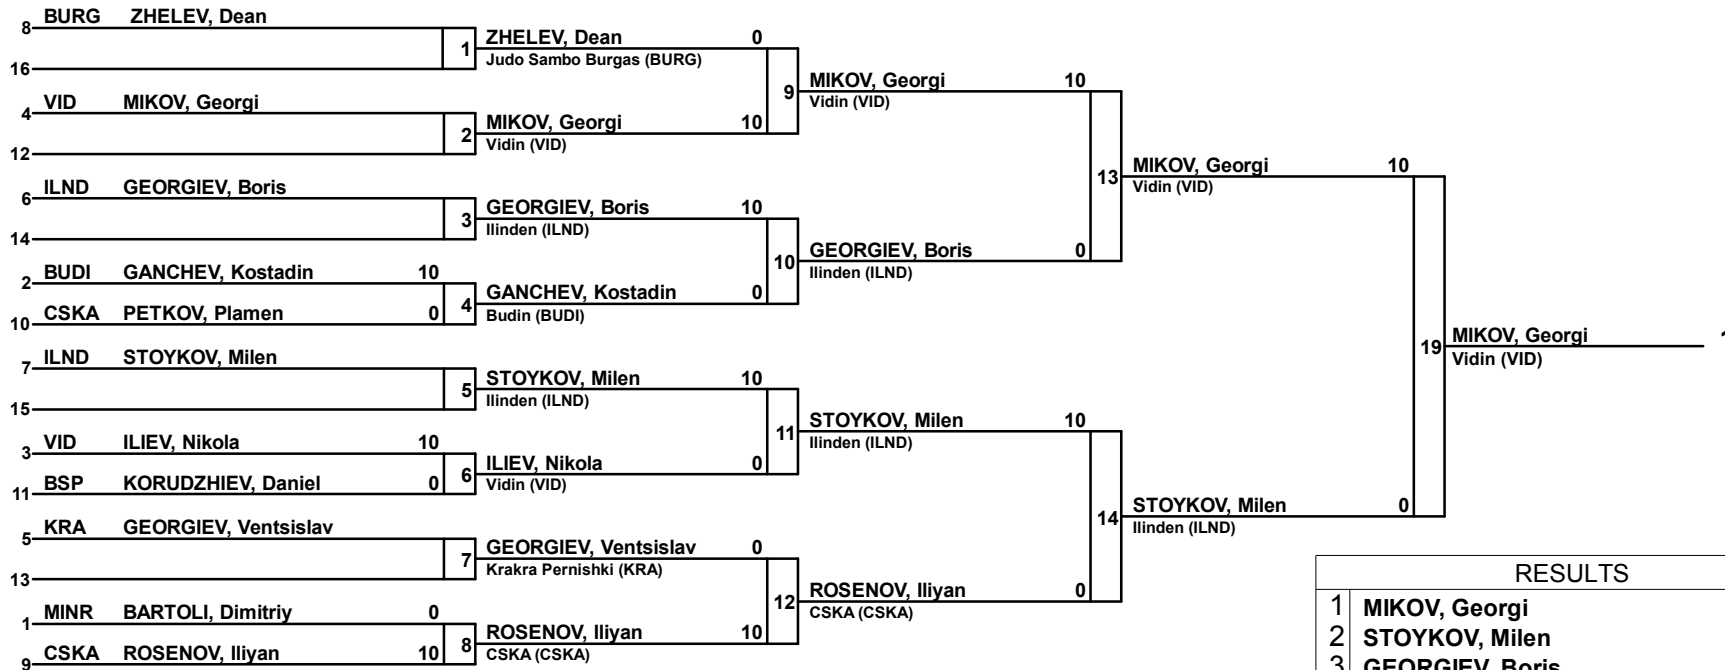 8 BURG ZHELEV, Dean
16
1
4 VID MIKOV, Georgi
12
2
6 ILND GEORGIEV, Boris
14
3
2 BUDI GANCHEV, Kostadin 10
10 CSKA PETKOV, Plamen 0
4
7 ILND STOYKOV, Milen
15
5
3 VID ILIEV, Nikola 10
11 BSP KORUDZHIEV, Daniel 0
6
5 KRA GEORGIEV, Ventsislav
13
7
1 MINR BARTOLI, Dimitriy 0
9 CSKA ROSENOV, Iliyan 10
8
ZHELEV, Dean 0
Judo Sambo Burgas (BURG)
9
MIKOV, Georgi 10
Vidin (VID)
GEORGIEV, Boris 10
Ilinden (ILND)
10
GANCHEV, Kostadin 0
Budin (BUDI)
STOYKOV, Milen 10
Ilinden (ILND)
11
ILIEV, Nikola 0
Vidin (VID)
GEORGIEV, Ventsislav 0
Krakra Pernishki (KRA)
12
ROSENOV, Iliyan 10
CSKA (CSKA)
MIKOV, Georgi 10
Vidin (VID)
13
GEORGIEV, Boris 0
Ilinden (ILND)
STOYKOV, Milen 10
Ilinden (ILND)
14
ROSENOV, Iliyan 0
CSKA (CSKA)
MIKOV, Georgi 10
Vidin (VID)
19
STOYKOV, Milen 0
Ilinden (ILND)
MIKOV, Georgi
Vidin (VID)
RESULTS
1 MIKOV, Georgi
2 STOYKOV, Milen
3 GEORGIEV, Boris